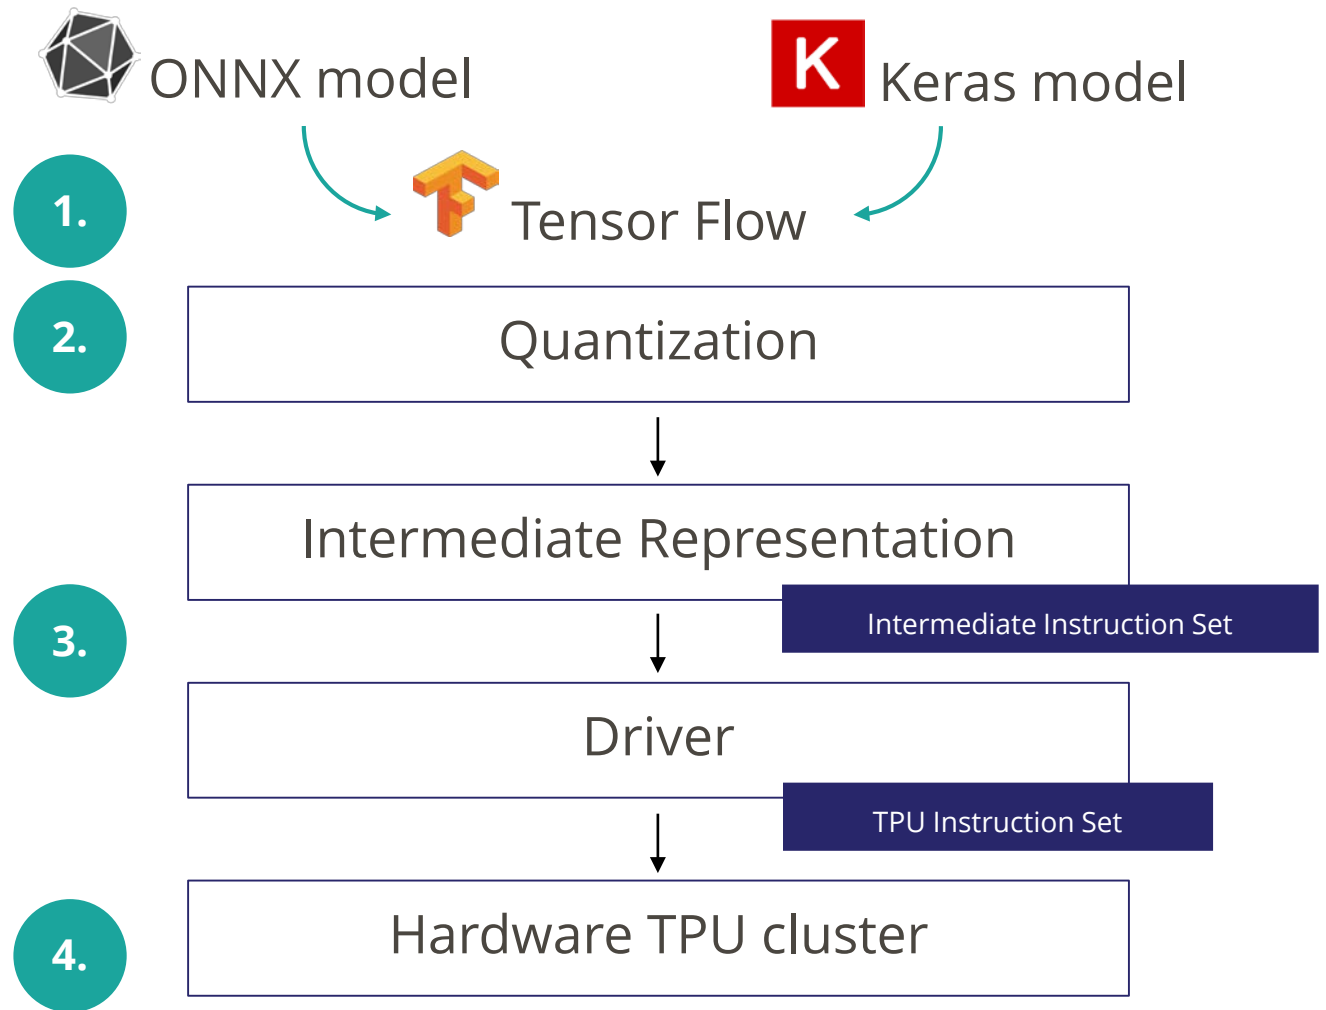 ONNX model
K Keras model
1.
Tensor Flow
2.
Quantization
Intermediate Representation
Intermediate Instruction Set
3.
Driver
TPU Instruction Set
Hardware TPU cluster
4.